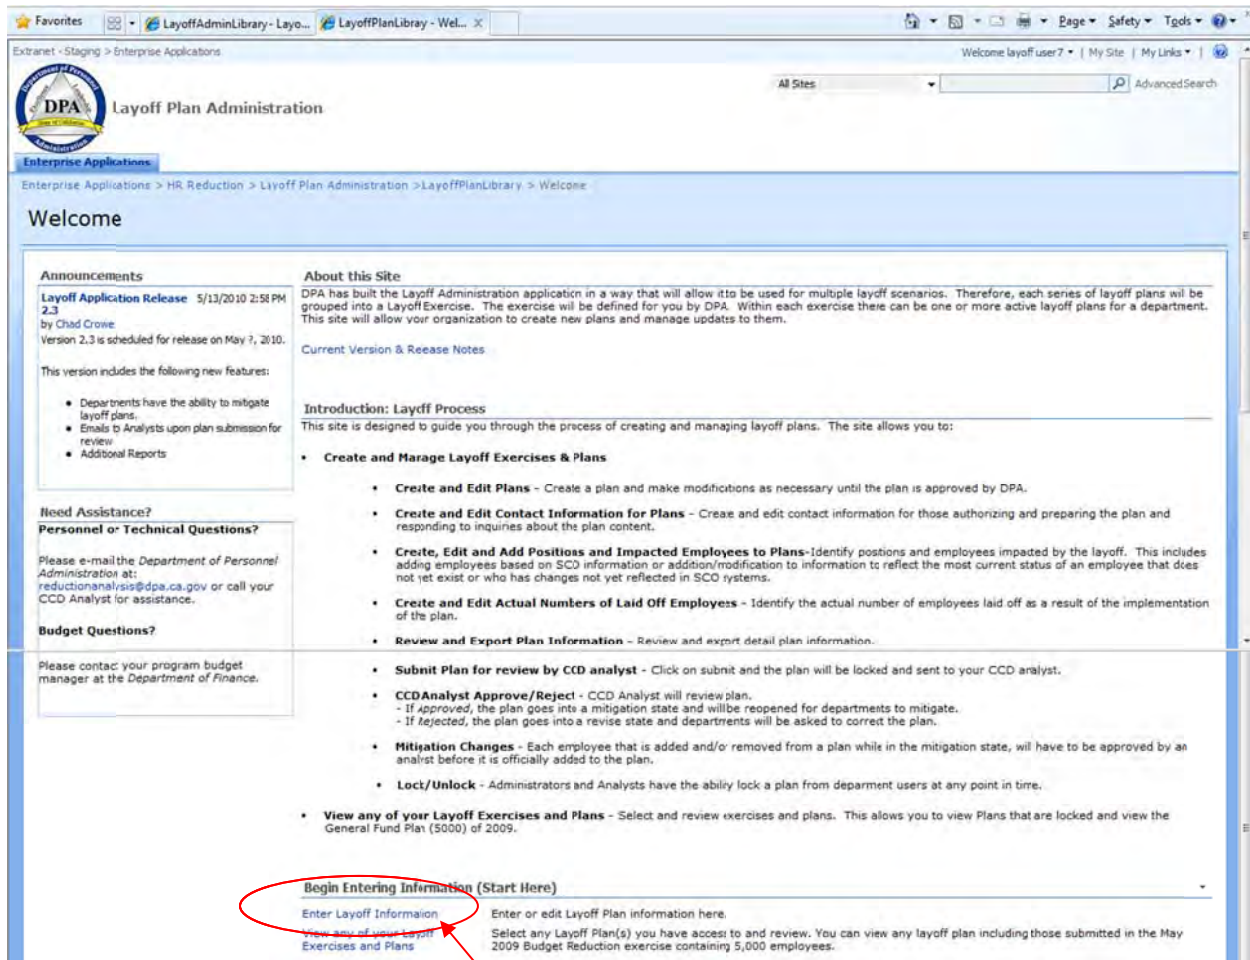 Favorites LayoffAdminLibrary - Layo... LayoffPlanLibray - Wel... x Page Safety Tools
Extranet - Staging > Enterprise Applications Welcome layoff user7 | My Site | My Links |
DPA Layoff Plan Administration All Sites Advanced Search
Enterprise Applications
Enterprise Applications > HR Reduction > Layoff Plan Administration >LayoffPlanLibrary > Welcome
Welcome
Announcements
Layoff Application Release 5/13/2010 2:58 PM
2.3
by Chad Crowe
Version 2.3 is scheduled for release on May 7, 2010.
This version includes the following new features:
• Departments have the ability to mitigate
layoff plans.
• Emails to Analysts upon plan submission for
review
• Additional Reports
Need Assistance?
Personnel or Technical Questions?
Please e-mail the Department of Personnel
Administration at:
reductionanalysis@dpa.ca.gov or call your
CCD Analyst for assistance.
Budget Questions?
Please contact your program budget
manager at the Department of Finance.
About this Site
DPA has built the Layoff Administration application in a way that will allow it to be used for multiple layoff scenarios. Therefore, each series of layoff plans will be
grouped into a Layoff Exercise. The exercise will be defined for you by DPA. Within each exercise there can be one or more active layoff plans for a department.
This site will allow your organization to create new plans and manage updates to them.
Current Version & Release Notes
Introduction: Layoff Process
This site is designed to guide you through the process of creating and managing layoff plans. The site allows you to:
• Create and Manage Layoff Exercises & Plans
• Create and Edit Plans - Create a plan and make modifications as necessary until the plan is approved by DPA.
• Create and Edit Contact Information for Plans - Create and edit contact information for those authorizing and preparing the plan and
responding to inquiries about the plan content.
• Create, Edit and Add Positions and Impacted Employees to Plans-Identify positions and employees impacted by the layoff. This includes
adding employees based on SCO information or addition/modification to information to reflect the most current status of an employee that does
not yet exist or who has changes not yet reflected in SCO systems.
• Create and Edit Actual Numbers of Laid Off Employees - Identify the actual number of employees laid off as a result of the implementation
of the plan.
• Review and Export Plan Information - Review and export detail plan information.
• Submit Plan for review by CCD analyst - Click on submit and the plan will be locked and sent to your CCD analyst.
• CCDAnalyst Approve/Reject - CCD Analyst will review plan.
- If Approved, the plan goes into a mitigation state and will be reopened for departments to mitigate.
- If Rejected, the plan goes into a revise state and departments will be asked to correct the plan.
• Mitigation Changes - Each employee that is added and/or removed from a plan while in the mitigation state, will have to be approved by an
analyst before it is officially added to the plan.
• Lock/Unlock - Administrators and Analysts have the ability lock a plan from deparment users at any point in time.
• View any of your Layoff Exercises and Plans - Select and review exercises and plans. This allows you to view Plans that are locked and view the
General Fund Plan (5000) of 2009.
Begin Entering Information (Start Here)
Enter Layoff Information Enter or edit Layoff Plan information here.
View any of your Layoff Select any Layoff Plan(s) you have access to and review. You can view any layoff plan including those submitted in the May
Exercises and Plans 2009 Budget Reduction exercise containing 5,000 employees.